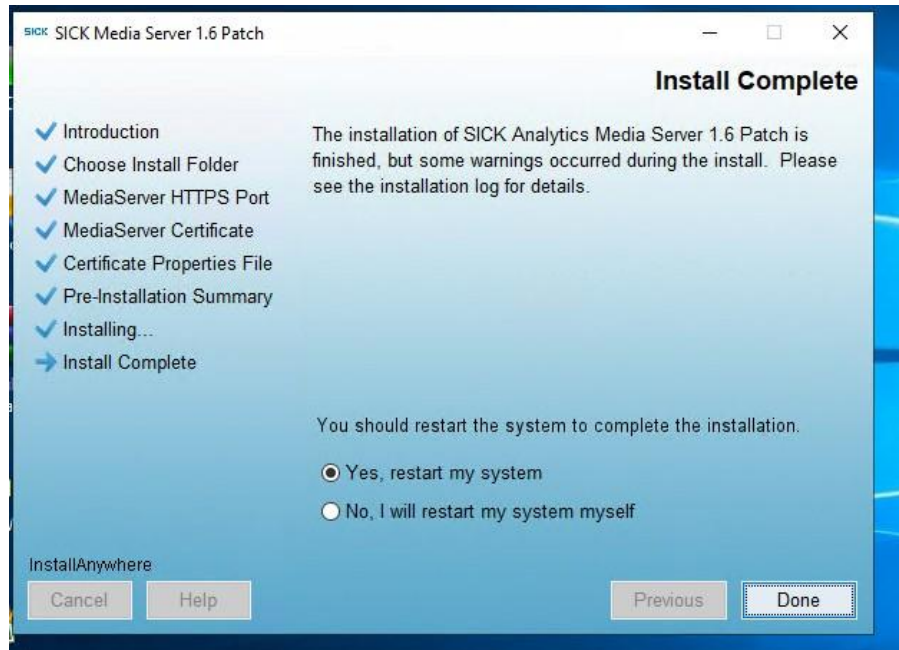 SICK SICK Media Server 1.6 Patch
Install Complete
Introduction
Choose Install Folder
MediaServer HTTPS Port
MediaServer Certificate
Certificate Properties File
Pre-Installation Summary
Installing...
Install Complete
The installation of SICK Analytics Media Server 1.6 Patch is
finished, but some warnings occurred during the install.  Please
see the installation log for details.
You should restart the system to complete the installation.
Yes, restart my system
No, I will restart my system myself
InstallAnywhere
Cancel Help Previous Done